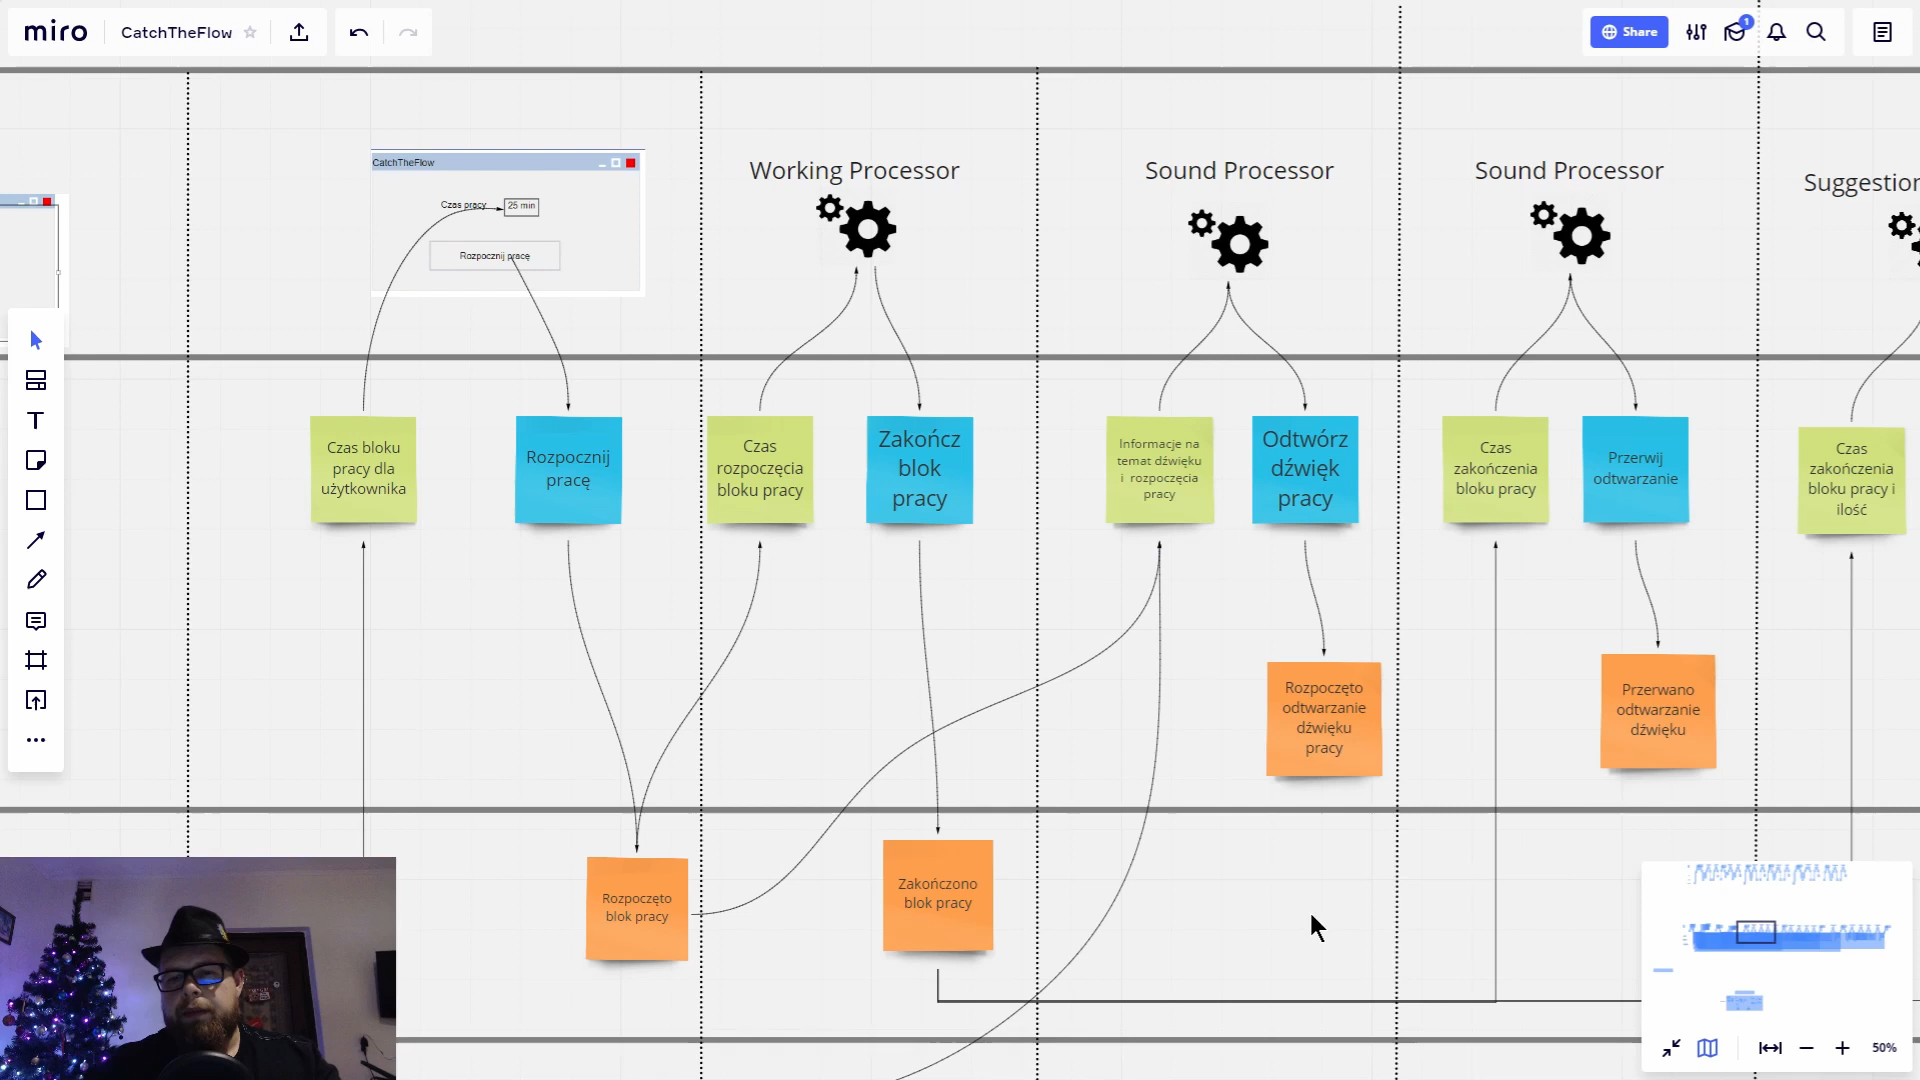 miro
CatchTheFlow
Share
1
CatchTheFlow
Czas pracy
25 min
Rozpocznij pracę
Working Processor
Sound Processor
Sound Processor
Suggestion
Czas bloku
pracy dla
użytkownika
Rozpocznij
pracę
Czas
rozpoczęcia
bloku pracy
Zakończ
blok
pracy
Informacje na
temat dźwięku
i rozpoczęcia
pracy
Odtwórz
dźwięk
pracy
Czas
zakończenia
bloku pracy
Przerwij
odtwarzanie
Czas
zakończenia
bloku pracy i
ilość
Rozpoczęto
odtwarzanie
dźwięku
pracy
Przerwano
odtwarzanie
dźwięku
Rozpoczęto
blok pracy
Zakończono
blok pracy
50%